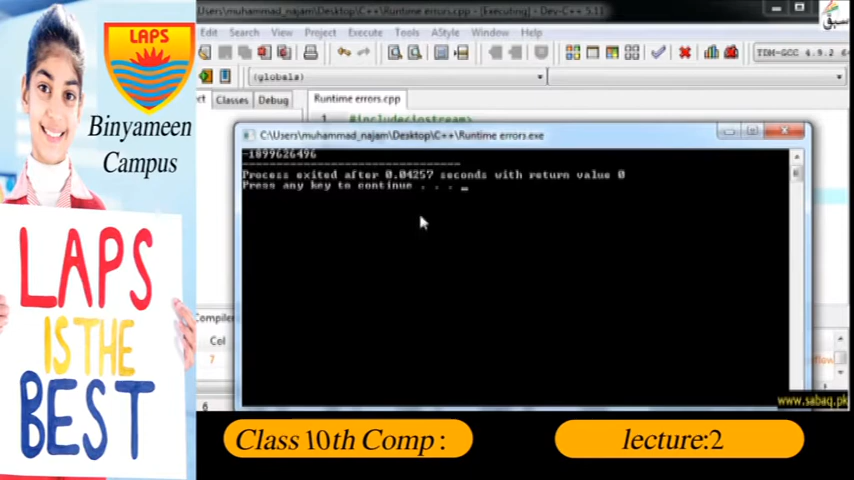 LAPS
Binyameen
Campus
LAPS
IS THE
BEST
\Users\muhammad_najam\Desktop\C++\Runtime errors.cpp - [Executing] - Dev-C++ 5.11
سبق
Edit Search View Project Execute Tools AStyle Window Help
TDM-GCC 4.9.2
(globals)
Classes Debug
Runtime errors.cpp
1 #include<iostream>
C:\Users\muhammad_najam\Desktop\C++\Runtime errors.exe
-1899626496
--------------------------------
Process exited after 0.04257 seconds with return value 0
Press any key to continue . . . _
Compiler
Col
7
6
www.sabaq.pk
Class 10th Comp :
lecture:2